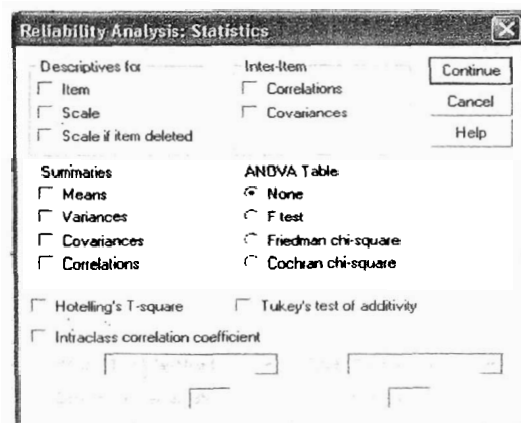 Reliability Analysis: Statistics
Descriptives for
Item
Scale
Scale if item deleted
Inter-Item
Correlations
Covariances
Continue
Cancel
Help
Summaries
Means
Variances
Covariances
Correlations
ANOVA Table
None
F test
Friedman chi-square
Cochran chi-square
Hotelling's T-square
Tukey's test of additivity
Intraclass correlation coefficient